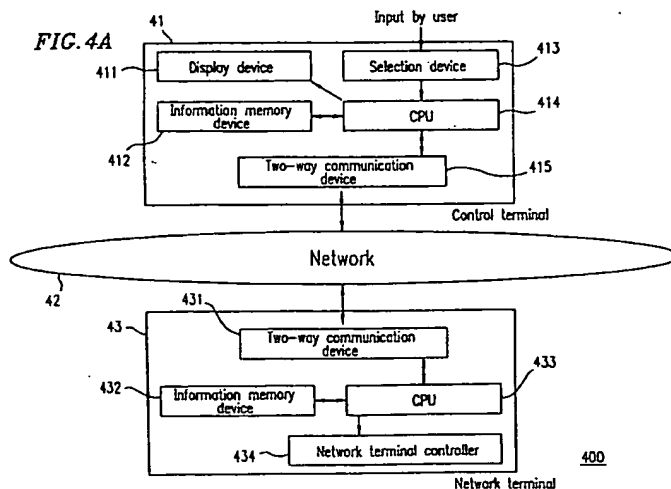 FIG. 4A
Input by user
41
411
Display device
Selection device
413
Information memory
device
412
CPU
414
Two-way communication
device
415
Control terminal
Network
42
431
43
Two-way communication
device
432
Information memory
device
CPU
433
434
Network terminal controller
400
Network terminal